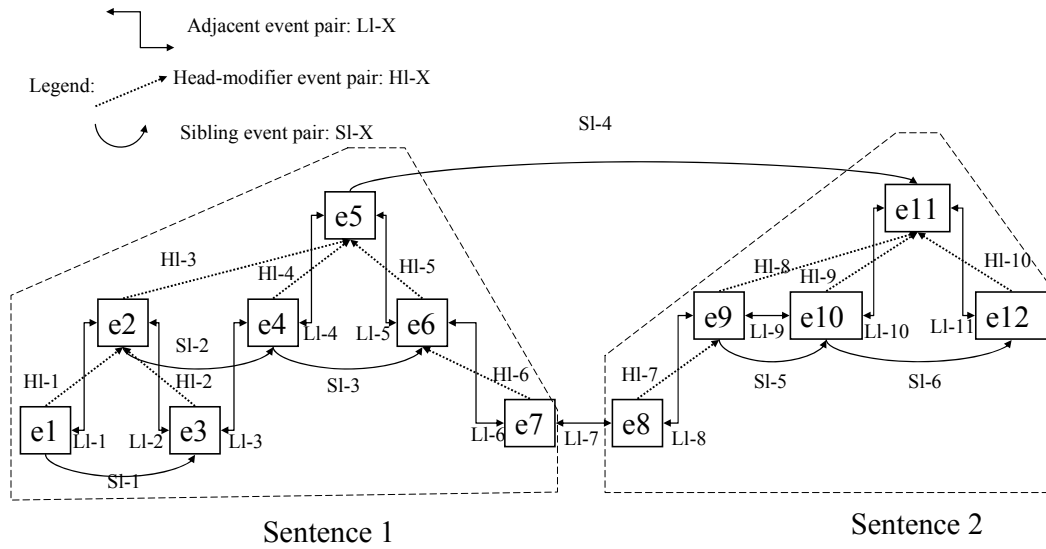 Adjacent event pair: Ll-X
Legend:
Head-modifier event pair: Hl-X
Sibling event pair: Sl-X
Sl-4
e5
e11
Hl-3
Hl-4
Hl-5
Hl-8
Hl-9
Hl-10
e2
e4
Ll-4
Ll-5
e6
e9
Ll-9
e10
Ll-10
Ll-11
e12
Sl-2
Sl-3
Sl-5
Sl-6
Hl-1
Hl-2
Hl-6
Hl-7
e1
Ll-1
Ll-2
e3
Ll-3
Ll-6
e7
Ll-7
e8
Ll-8
Sl-1
Sentence 1
Sentence 2